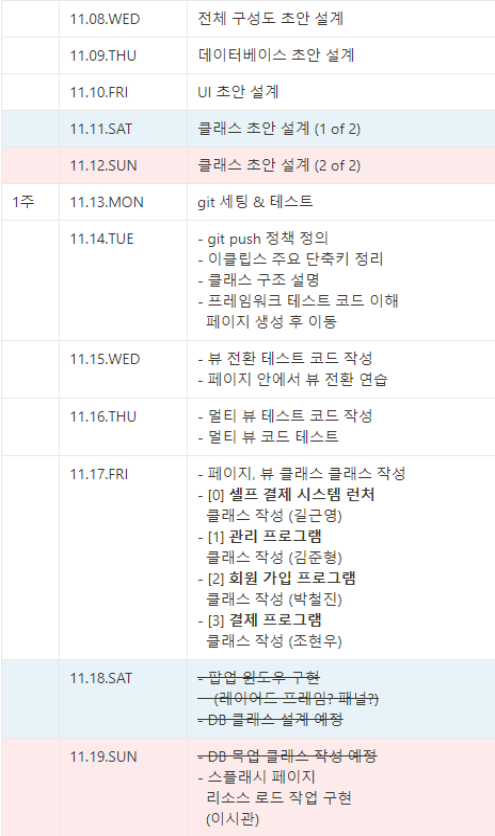 11.08.WED 전체 구성도 초안 설계
11.09.THU 데이터베이스 초안 설계
11.10.FRI UI 초안 설계
11.11.SAT 클래스 초안 설계 (1 of 2)
11.12.SUN 클래스 초안 설계 (2 of 2)
1주 11.13.MON git 세팅 & 테스트
11.14.TUE - git push 정책 정의
- 이클립스 주요 단축키 정리
- 클래스 구조 설명
- 프레임워크 테스트 코드 이해
페이지 생성 후 이동
11.15.WED - 뷰 전환 테스트 코드 작성
- 페이지 안에서 뷰 전환 연습
11.16.THU - 멀티 뷰 테스트 코드 작성
- 멀티 뷰 코드 테스트
11.17.FRI - 페이지, 뷰 클래스 클래스 작성
- [0] 셀프 결제 시스템 런처
클래스 작성 (길근영)
- [1] 관리 프로그램
클래스 작성 (김준형)
- [2] 회원 가입 프로그램
클래스 작성 (박철진)
- [3] 결제 프로그램
클래스 작성 (조현우)
11.18.SAT - 팝업 윈도우 구현
(레이어드 프레임? 패널?)
- DB 클래스 설계 예정
11.19.SUN - DB 목업 클래스 작성 예정
- 스플래시 페이지
리소스 로드 작업 구현
(이시관)